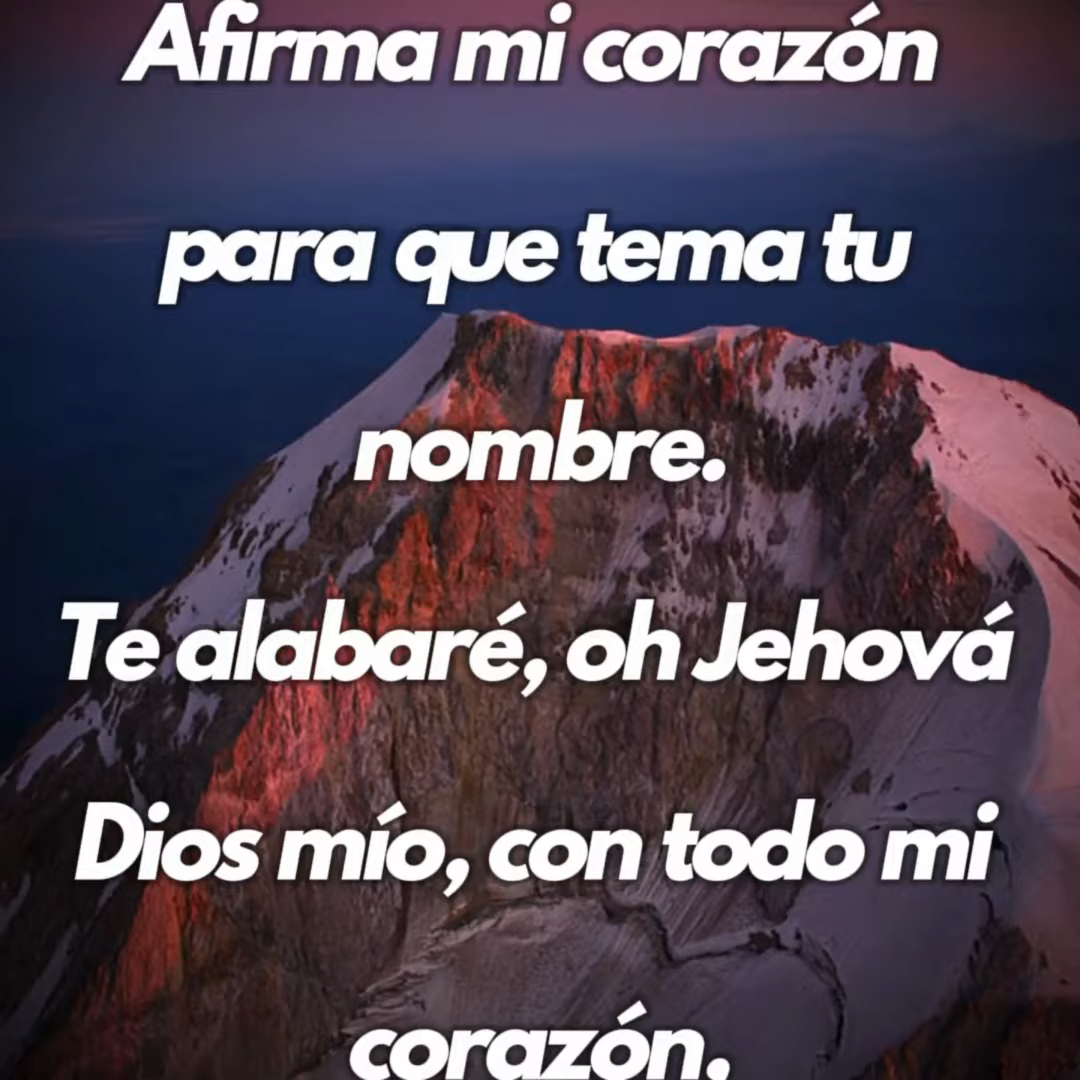 Afirma mi corazón
para que tema tu
nombre.
Te alabaré, oh Jehová
Dios mío, con todo mi
corazón,